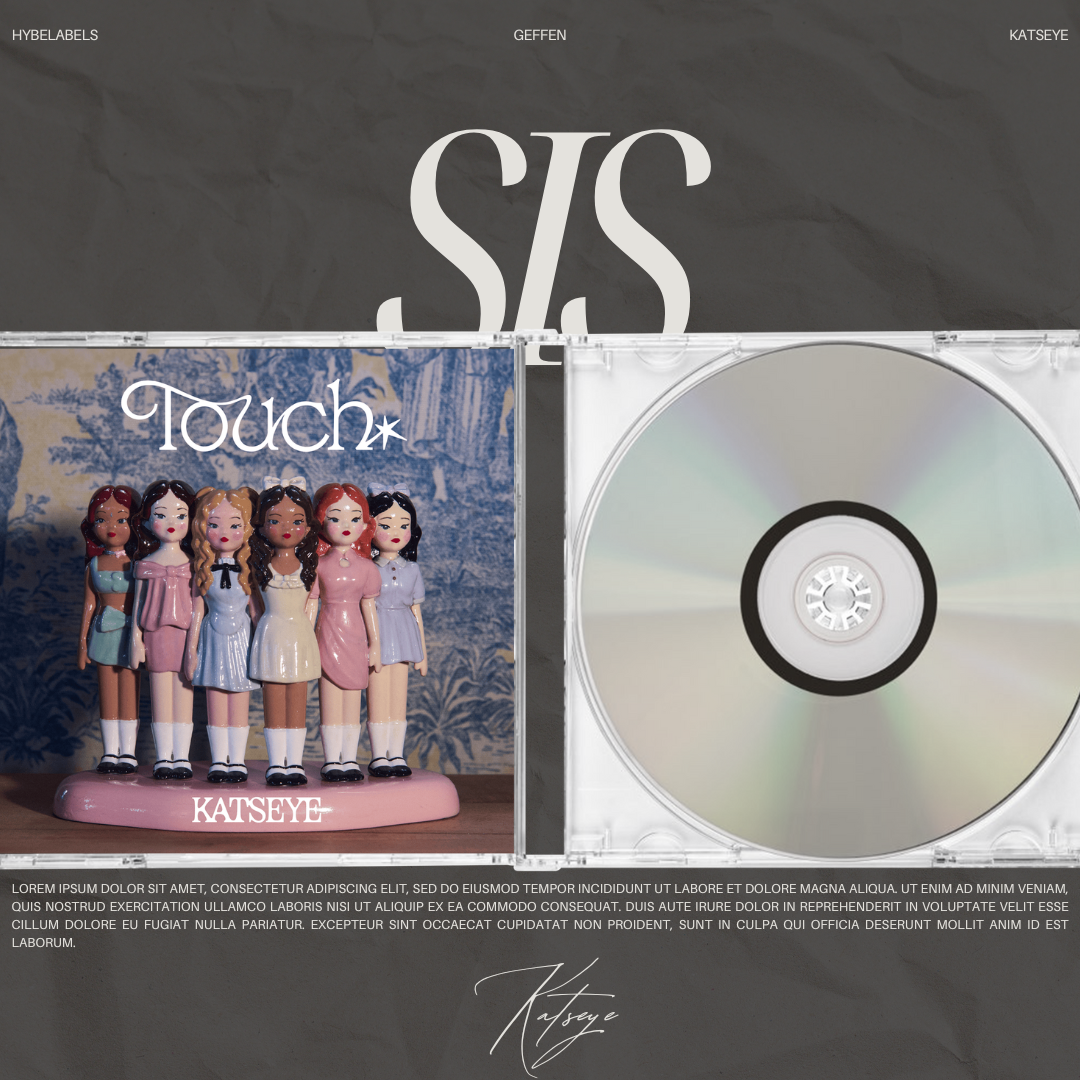 HYBELABELS GEFFEN KATSEYE
SIS
Touch
KATSEYE
LOREM IPSUM DOLOR SIT AMET, CONSECTETUR ADIPISCING ELIT, SED DO EIUSMOD TEMPOR INCIDIDUNT UT LABORE ET DOLORE MAGNA ALIQUA. UT ENIM AD MINIM VENIAM,
QUIS NOSTRUD EXERCITATION ULLAMCO LABORIS NISI UT ALIQUIP EX EA COMMODO CONSEQUAT. DUIS AUTE IRURE DOLOR IN REPREHENDERIT IN VOLUPTATE VELIT ESSE
CILLUM DOLORE EU FUGIAT NULLA PARIATUR. EXCEPTEUR SINT OCCAECAT CUPIDATAT NON PROIDENT, SUNT IN CULPA QUI OFFICIA DESERUNT MOLLIT ANIM ID EST
LABORUM.
Katseye